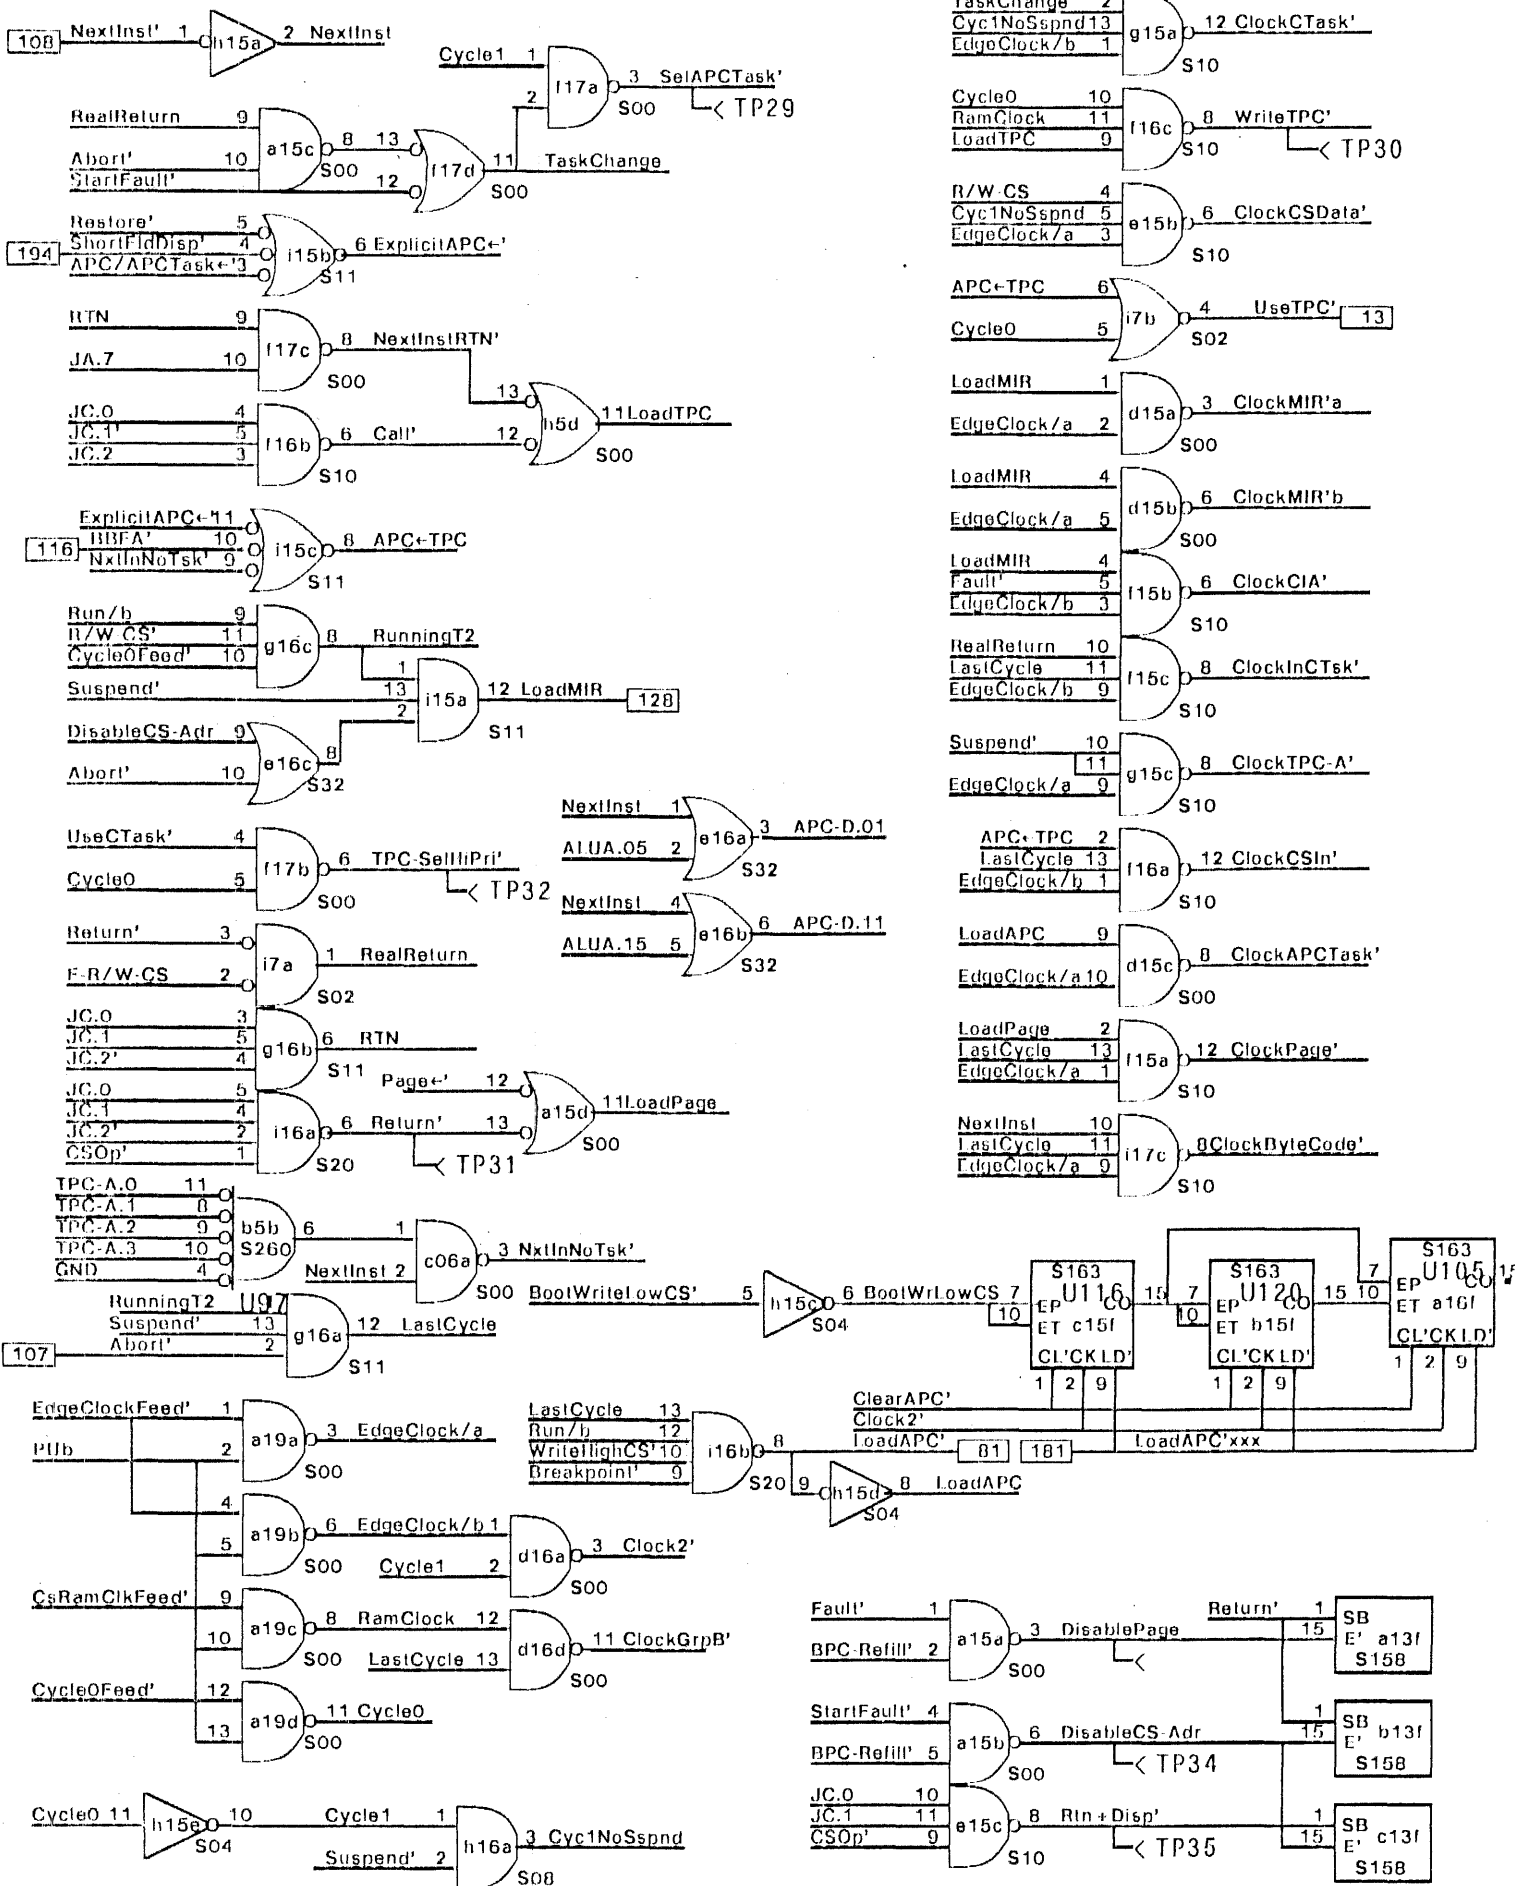 108 NextInst' 1 h15a 2 NextInst
Cycle1 1
2 f17a 3 SelAPCTask'
S00 TP29
RealReturn 9
Abort' 10 a15c 8 13
S00
StartFault' 12 f17d 11 TaskChange
S00
Restore' 5
194 ShortFldDisp' 4 i15b 6 ExplicitAPC←'
APC/APCTask←' 3 S11
RTN 9
JA.7 10 f17c 8 NextInstRTN'
S00
JC.0 4
JC.1' 5 f16b 6 Call'
JC.2 3 S10
13
12 h5d 11 LoadTPC
S00
ExplicitAPC←' 11
116 BBFA' 10 i15c 8 APC←TPC
NxtInNoTsk' 9 S11
Run/b 9
R/W-CS' 11 g16c 8 RunningT2
Cycle0Feed' 10
Suspend' 1
13 i15a 12 LoadMIR 128
2 S11
DisableCS-Adr 9
Abort' 10 e16c 8
S32
UseCTask' 4
Cycle0 5 f17b 6 TPC-SelHiPri'
S00 TP32
NextInst 1
ALUA.05 2 e16a 3 APC-D.01
S32
NextInst 4
ALUA.15 5 e16b 6 APC-D.11
S32
Return' 3
F-R/W-CS 2 i7a 1 RealReturn
S02
JC.0 3
JC.1 5 g16b 6 RTN
JC.2' 4 S11
JC.0 5
JC.1 4
JC.2' 2 i16a 6 Return'
CSOp' 1 S20 TP31
Page←' 12
13 a15d 11 LoadPage
S00
TPC-A.0 11
TPC-A.1 8
TPC-A.2 9 b5b 6
TPC-A.3 10 S260
GND 4
1
NextInst 2 c06a 3 NxtInNoTsk'
S00
RunningT2 U97
Suspend' 13 g16a 12 LastCycle
107 Abort' 2 S11
EdgeClockFeed' 1
PUb 2 a19a 3 EdgeClock/a
S00
4
5 a19b 6 EdgeClock/b 1
S00
Cycle1 2 d16a 3 Clock2'
S00
CsRamClkFeed' 9
10 a19c 8 RamClock 12
S00
LastCycle 13 d16d 11 ClockGrpB'
S00
Cycle0Feed' 12
13 a19d 11 Cycle0
S00
Cycle0 11 h15e 10 Cycle1 1
S04
Suspend' 2 h16a 3 Cyc1NoSspnd
S08
TaskChange 2
Cyc1NoSspnd 13 g15a 12 ClockCTask'
EdgeClock/b 1 S10
Cycle0 10
RamClock 11 f16c 8 WriteTPC'
LoadTPC 9 S10 TP30
R/W-CS 4
Cyc1NoSspnd 5 e15b 6 ClockCSData'
EdgeClock/a 3 S10
APC←TPC 6
Cycle0 5 i7b 4 UseTPC' 13
S02
LoadMIR 1
EdgeClock/a 2 d15a 3 ClockMIR'a
S00
LoadMIR 4
EdgeClock/a 5 d15b 6 ClockMIR'b
S00
LoadMIR 4
Fault' 5 f15b 6 ClockCIA'
EdgeClock/b 3 S10
RealReturn 10
LastCycle 11 f15c 8 ClockInCTsk'
EdgeClock/b 9 S10
Suspend' 10
11 g15c 8 ClockTPC-A'
EdgeClock/a 9 S10
APC←TPC 2
LastCycle 13 f16a 12 ClockCSIn'
EdgeClock/b 1 S10
LoadAPC 9
EdgeClock/a 10 d15c 8 ClockAPCTask'
S00
LoadPage 2
LastCycle 13 f15a 12 ClockPage'
EdgeClock/a 1 S10
NextInst 10
LastCycle 11 i17c 8 ClockByteCode'
EdgeClock/a 9 S10
BootWriteLowCS' 5 h15c 6 BootWrLowCS 7
S04 10
S163 U116 EP CO 15 ET c15f CL' CK LD' 1 2 9
7 10 S163 U120 EP CO 15 ET b15f CL' CK LD' 1 2 9
7 10 S163 U105 EP CO ET a16f CL' CK LD' 1 2 9
ClearAPC'
Clock2'
LastCycle 13
Run/b 12
WriteHighCS' 10 i16b 8 LoadAPC' 81 181 LoadAPC'xxx
Breakpoint' 9 S20
9 h15d 8 LoadAPC
S04
Fault' 1
BPC-Refill' 2 a15a 3 DisablePage
S00
Return' 1 SB
15 E' a13f
S158
StartFault' 4
BPC-Refill' 5 a15b 6 DisableCS-Adr
S00 TP34
1 SB
15 E' b13f
S158
JC.0 10
JC.1 11 e15c 8 Rtn+Disp'
CSOp' 9 S10 TP35
1 SB
15 E' c13f
S158